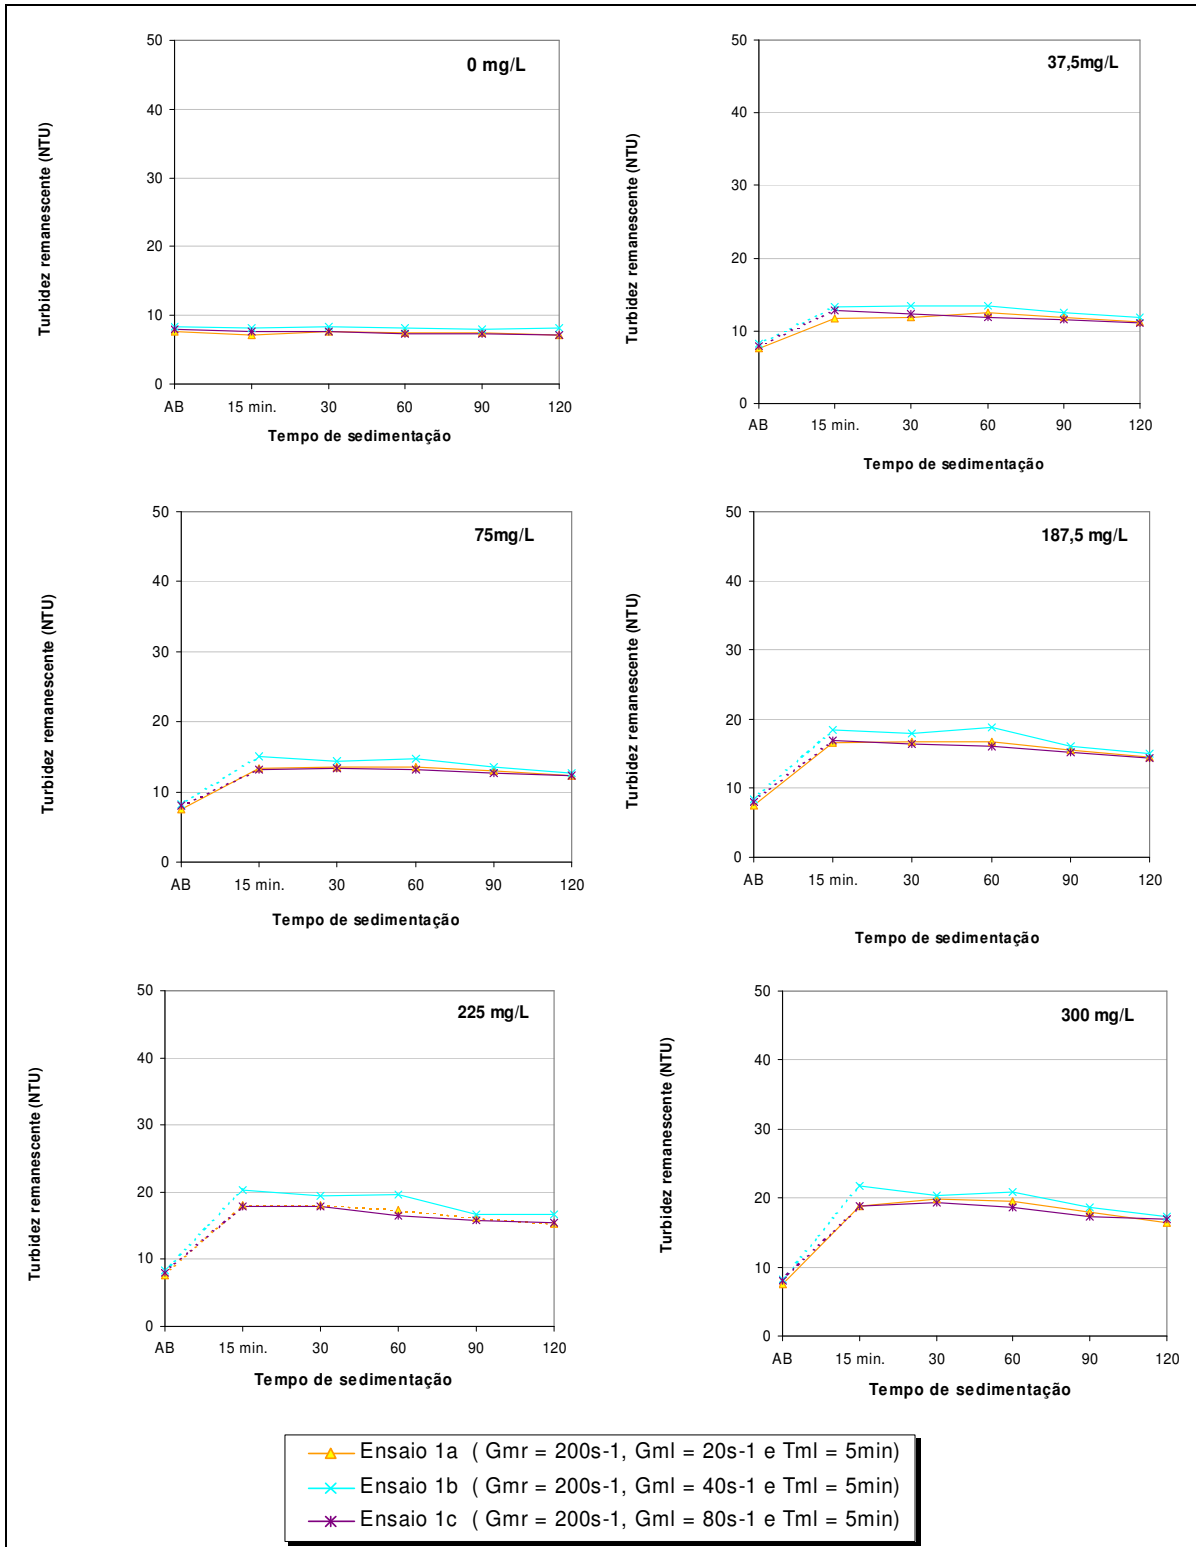 0 mg/L
50
40
30
20
10
0
Turbidez remanescente (NTU)
AB 15 min. 30 60 90 120
Tempo de sedimentação
37,5mg/L
50
40
30
20
10
0
Turbidez remanescente (NTU)
AB 15 min. 30 60 90 120
Tempo de sedimentação
75mg/L
50
40
30
20
10
0
Turbidez remanescente (NTU)
AB 15 min. 30 60 90 120
Tempo de sedimentação
187,5 mg/L
50
40
30
20
10
0
Turbidez remanescente (NTU)
AB 15 min. 30 60 90 120
Tempo de sedimentação
225 mg/L
50
40
30
20
10
0
Turbidez remanescente (NTU)
AB 15 min. 30 60 90 120
Tempo de sedimentação
300 mg/L
50
40
30
20
10
0
Turbidez remanescente (NTU)
AB 15 min. 30 60 90 120
Tempo de sedimentação
Ensaio 1a ( Gmr = 200s-1, Gml = 20s-1 e Tml = 5min)
Ensaio 1b ( Gmr = 200s-1, Gml = 40s-1 e Tml = 5min)
Ensaio 1c ( Gmr = 200s-1, Gml = 80s-1 e Tml = 5min)